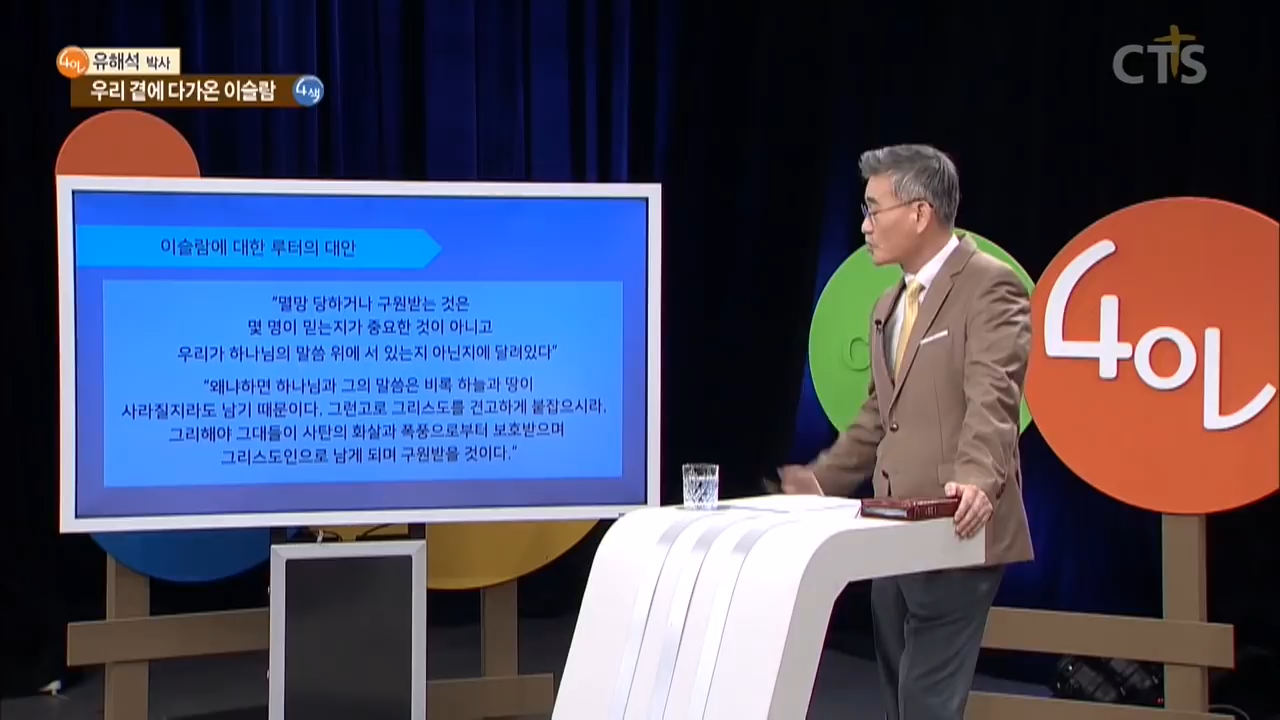 4인 유해석 박사
우리 곁에 다가온 이슬람 4색
CTS
이슬람에 대한 루터의 대안
“멸망 당하거나 구원받는 것은
몇 명이 믿는지가 중요한 것이 아니고
우리가 하나님의 말씀 위에 서 있는지 아닌지에 달려있다”
“왜냐하면 하나님과 그의 말씀은 비록 하늘과 땅이
사라질지라도 남기 때문이다. 그런고로 그리스도를 견고하게 붙잡으시라.
그리해야 그대들이 사탄의 화살과 폭풍으로부터 보호받으며
그리스도인으로 남게 되며 구원받을 것이다.”
4인